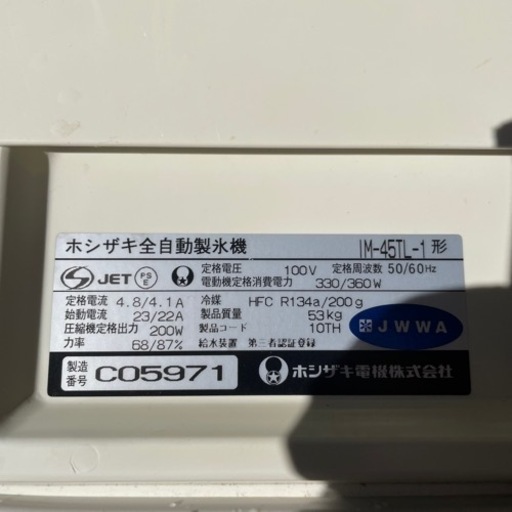 ホシザキ全自動製氷機 IM-45TL-1形
JET PSE 定格電圧 100V 定格周波数 50/60Hz
電動機定格消費電力 330/360W
定格電流 4.8/4.1A 冷媒 HFC R134a/200g
始動電流 23/22A 製品質量 53kg
圧縮機定格出力 200W 製品コード 10TH
力率 68/87% 給水装置 第三者認証登録
JWWA
製造番号 C05971 ホシザキ電機株式会社